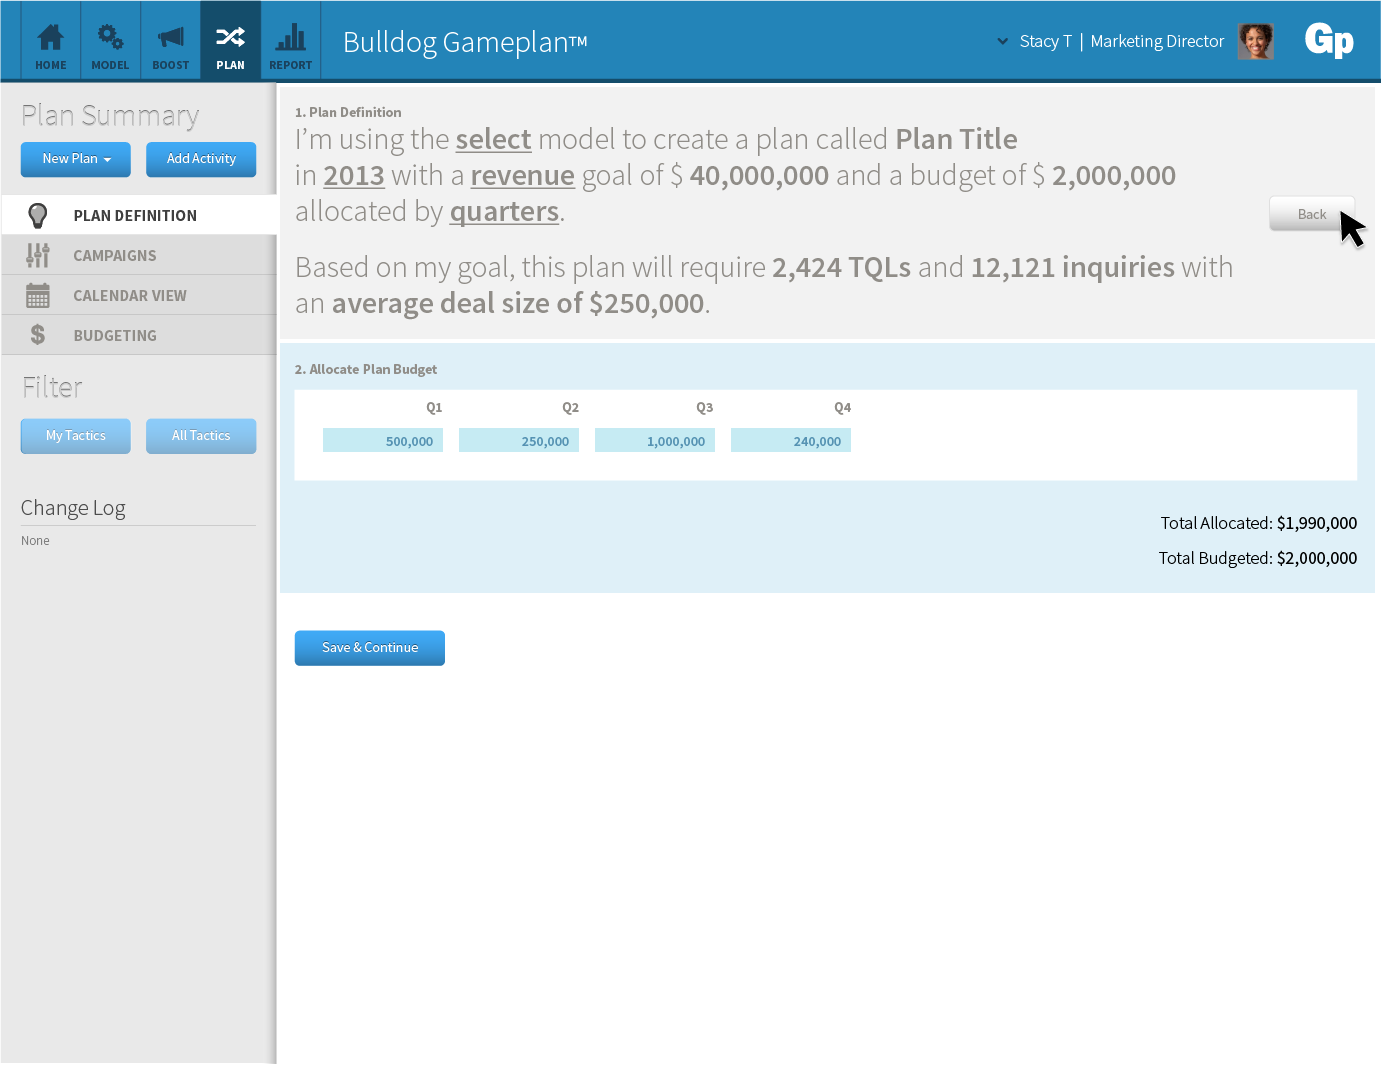 HOME
MODEL
BOOST
PLAN
REPORT
Bulldog Gameplan™
Stacy T | Marketing Director
Gp
Plan Summary
New Plan
Add Activity
PLAN DEFINITION
CAMPAIGNS
CALENDAR VIEW
$ BUDGETING
Filter
My Tactics
All Tactics
Change Log
None
1. Plan Definition
I’m using the select model to create a plan called Plan Title
in 2013 with a revenue goal of $ 40,000,000 and a budget of $ 2,000,000
allocated by quarters.
Back
Based on my goal, this plan will require 2,424 TQLs and 12,121 inquiries with
an average deal size of $250,000.
2. Allocate Plan Budget
Q1 Q2 Q3 Q4
500,000 250,000 1,000,000 240,000
Total Allocated: $1,990,000
Total Budgeted: $2,000,000
Save & Continue